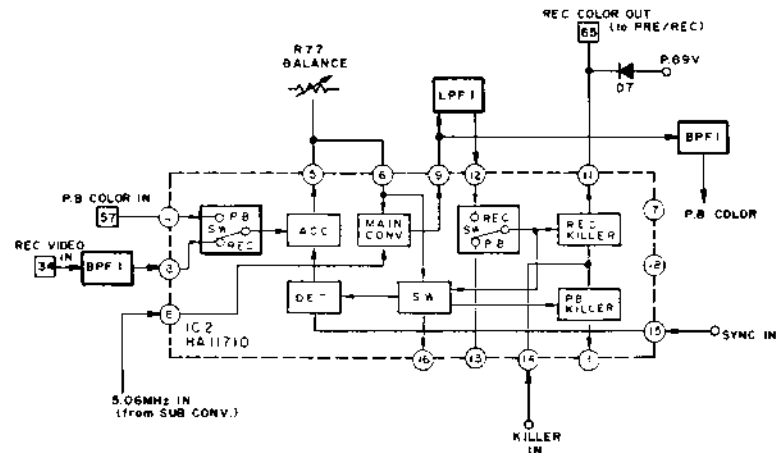 REC COLOR OUT
65
(to PRE/REC)
R77
BALANCE
P.B 9V
D7
LPF1
BPF1
5
6
9
12
11
P.B COLOR IN
57
4
P.B
SW
REC
ACC
MAIN
CONV.
REC
SW
P.B
REC
KILLER
7
P.B COLOR
REC VIDEO
IN
34
BPF1
3
DET
SW
PB
KILLER
8
IC2
HA11710
15
SYNC IN
16
13
14
1
5.06MHz IN
(from SUB CONV.)
KILLER
IN